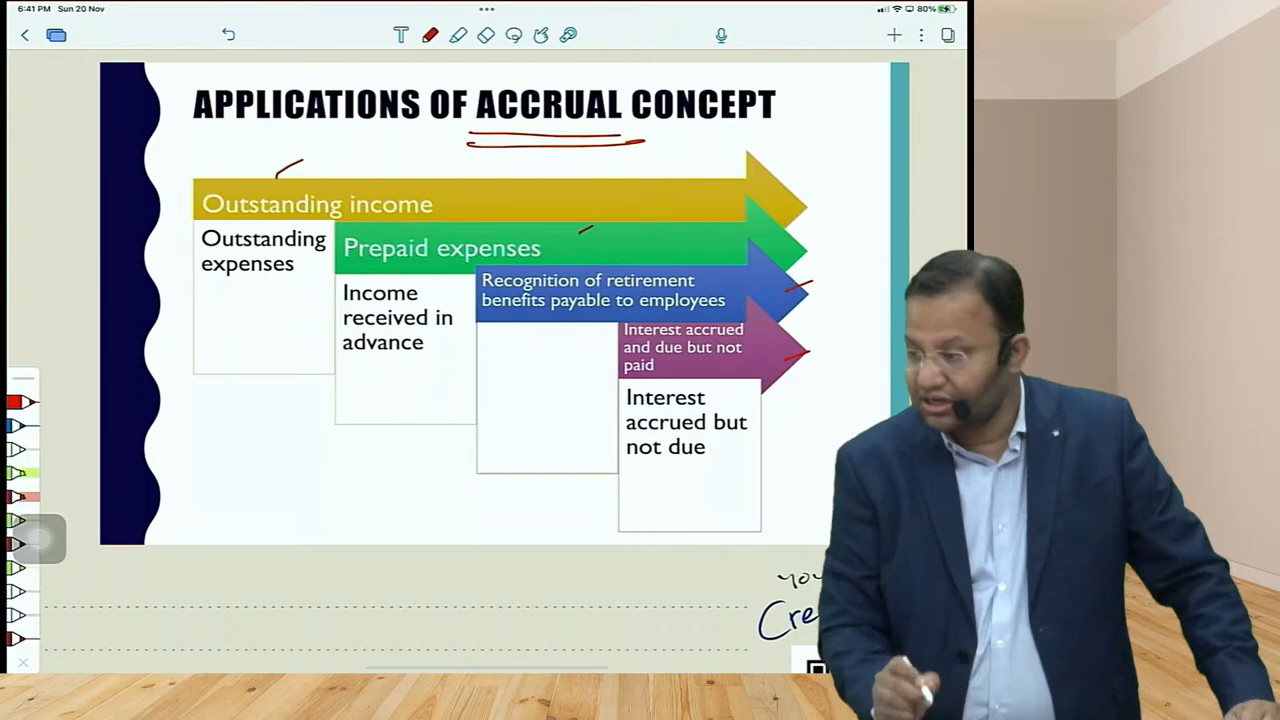 6:41 PM Sun 20 Nov
80%
APPLICATIONS OF ACCRUAL CONCEPT
Outstanding income
Outstanding
expenses
Prepaid expenses
Income
received in
advance
Recognition of retirement
benefits payable to employees
Interest accrued
and due but not
paid
Interest
accrued but
not due